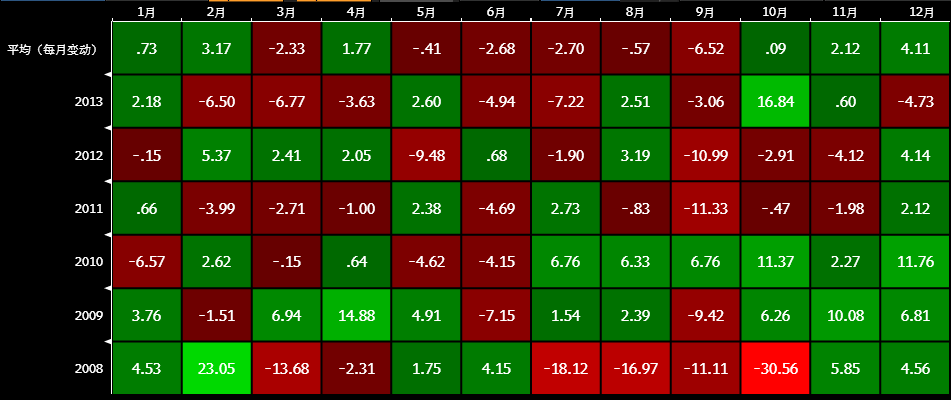 1月 2月 3月 4月 5月 6月 7月 8月 9月 10月 11月 12月
平均（每月变动） .73 3.17 -2.33 1.77 -.41 -2.68 -2.70 -.57 -6.52 .09 2.12 4.11
2013 2.18 -6.50 -6.77 -3.63 2.60 -4.94 -7.22 2.51 -3.06 16.84 .60 -4.73
2012 -.15 5.37 2.41 2.05 -9.48 .68 -1.90 3.19 -10.99 -2.91 -4.12 4.14
2011 .66 -3.99 -2.71 -1.00 2.38 -4.69 2.73 -.83 -11.33 -.47 -1.98 2.12
2010 -6.57 2.62 -.15 .64 -4.62 -4.15 6.76 6.33 6.76 11.37 2.27 11.76
2009 3.76 -1.51 6.94 14.88 4.91 -7.15 1.54 2.39 -9.42 6.26 10.08 6.81
2008 4.53 23.05 -13.68 -2.31 1.75 4.15 -18.12 -16.97 -11.11 -30.56 5.85 4.56